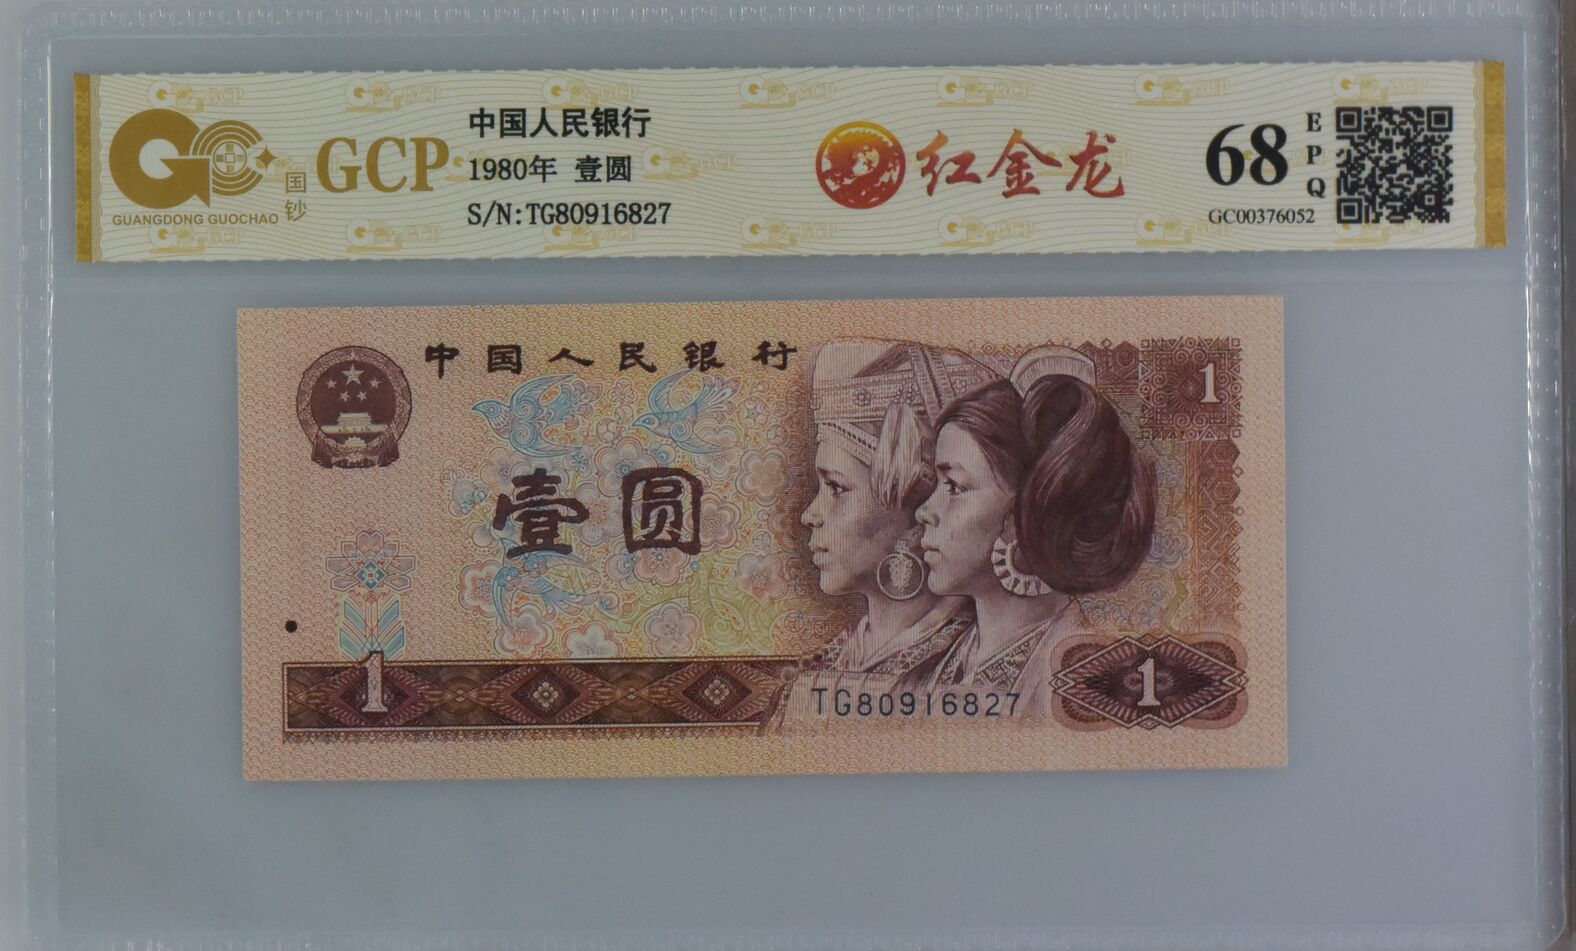 GCP
国钞
GUANGDONG GUOCHAO
中国人民银行
1980年 壹圆
S/N:TG80916827
红金龙
68
EPQ
GC00376052
中国人民银行
1
壹圆
1
TG80916827
1